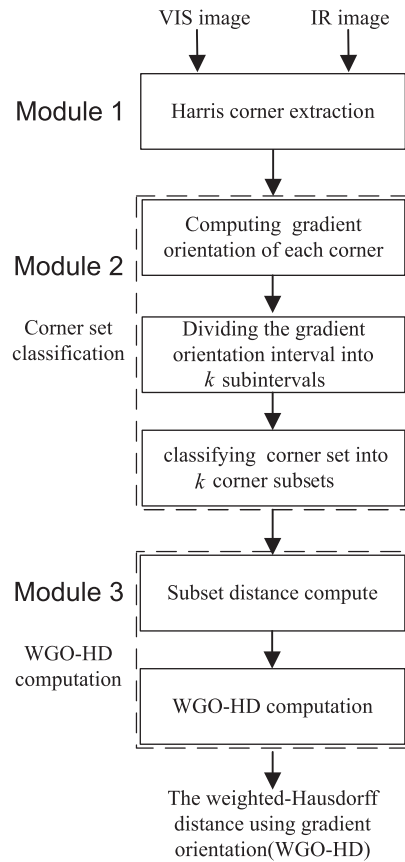 VIS image
IR image
Module 1
Harris corner extraction
Module 2
Corner set
classification
Computing gradient
orientation of each corner
Dividing the gradient
orientation interval into
k subintervals
classifying corner set into
k corner subsets
Module 3
WGO-HD
computation
Subset distance compute
WGO-HD computation
The weighted-Hausdorff
distance using gradient
orientation(WGO-HD)